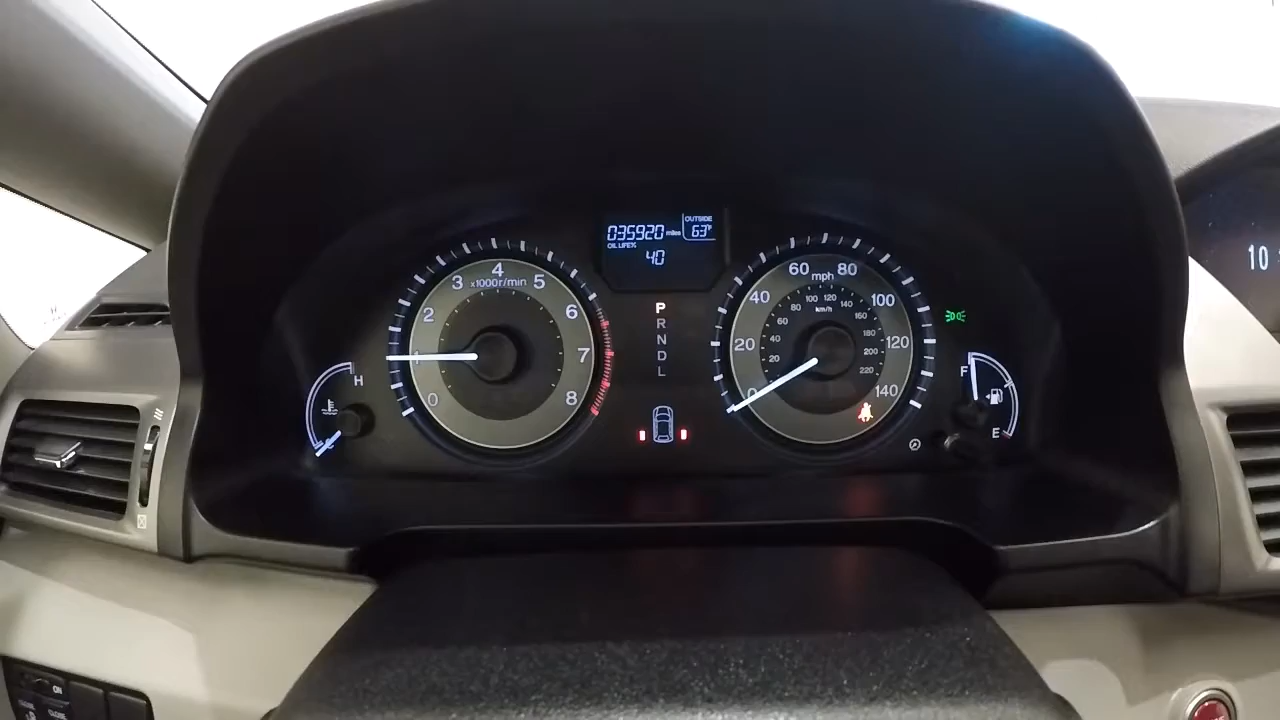 035920 miles
OUTSIDE
63°F
OIL LIFE%
40
0 1 2 3 4 5 6 7 8
x1000r/min
P
R
N
D
L
0 20 40 60 80 100 120 140
mph
20 40 60 80 100 120 140 160 180 200 220
km/h
H
F
E
10
ON
CLOSE